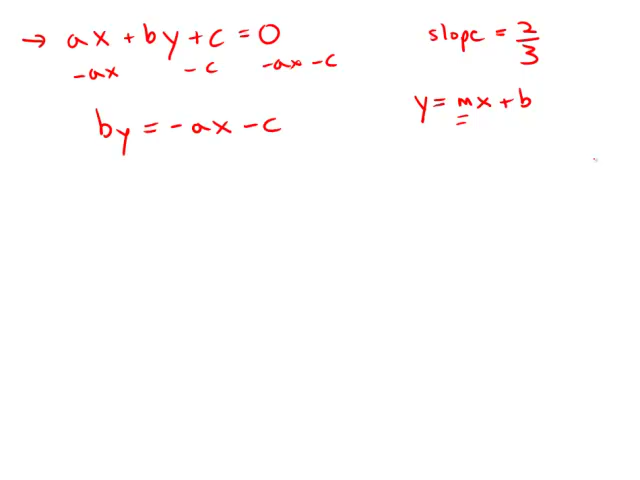 → ax + by + c = 0
-ax - c -ax - c
by = - ax - c
slope = 2/3
y = mx + b